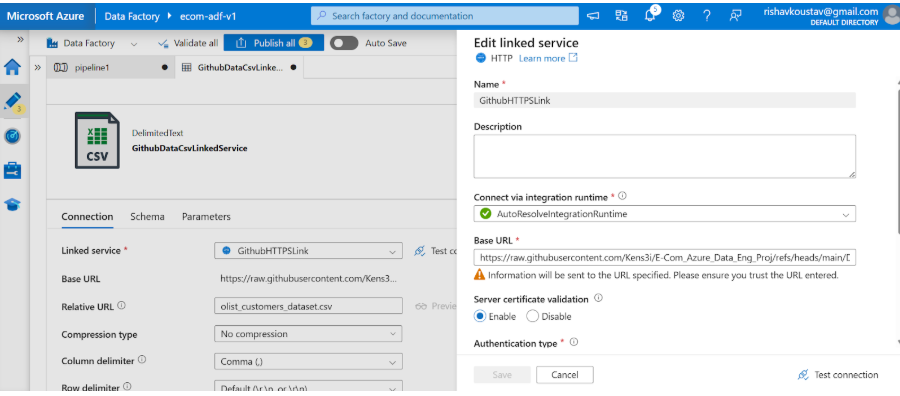 Microsoft Azure
Data Factory
ecom-adf-v1
Search factory and documentation
5
rishavkoustav@gmail.com
DEFAULT DIRECTORY
Data Factory
Validate all
Publish all 3
Auto Save
pipeline1
GithubDataCsvLinke...
3
X
CSV
DelimitedText
GithubDataCsvLinkedService
Connection
Schema
Parameters
Linked service *
GithubHTTPSLink
Test co
Base URL
https://raw.githubusercontent.com/Kens3...
Relative URL
olist_customers_dataset.csv
Previe
Compression type
No compression
Column delimiter
Comma (,)
Row delimiter
Default (\r,\n, or \r\n)
Edit linked service
HTTP
Learn more
Name *
GithubHTTPSLink
Description
Connect via integration runtime *
AutoResolveIntegrationRuntime
Base URL *
https://raw.githubusercontent.com/Kens3i/E-Com_Azure_Data_Eng_Proj/refs/heads/main/D
Information will be sent to the URL specified. Please ensure you trust the URL entered.
Server certificate validation
Enable
Disable
Authentication type *
Save
Cancel
Test connection